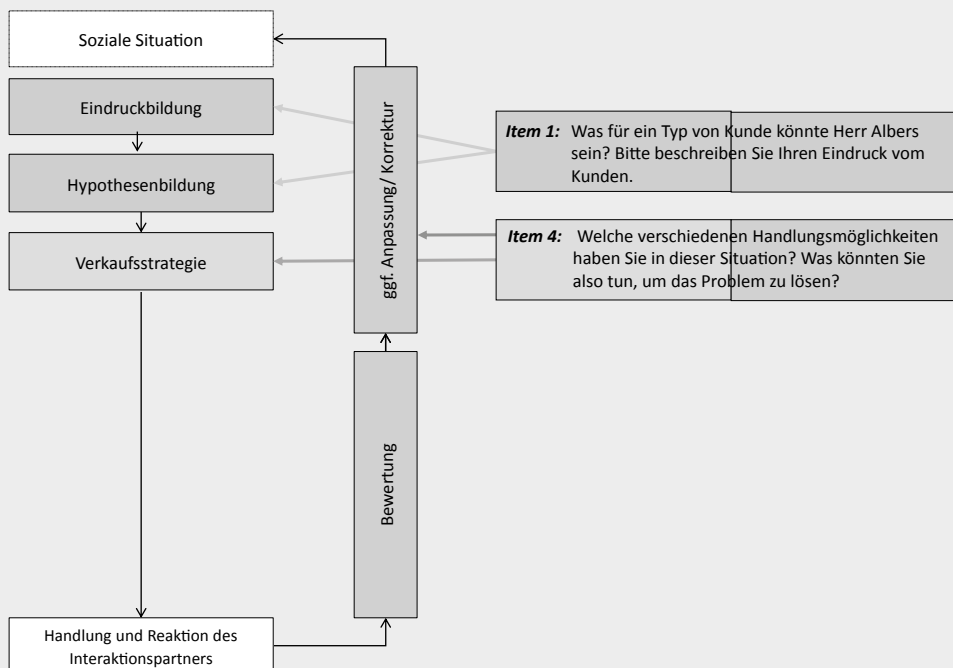 Soziale Situation
Eindruckbildung
Hypothesenbildung
Verkaufsstrategie
Handlung und Reaktion des
Interaktionspartners
ggf. Anpassung/ Korrektur
Bewertung
Item 1: Was für ein Typ von Kunde könnte Herr Albers
sein? Bitte beschreiben Sie Ihren Eindruck vom
Kunden.
Item 4: Welche verschiedenen Handlungsmöglichkeiten
haben Sie in dieser Situation? Was könnten Sie
also tun, um das Problem zu lösen?